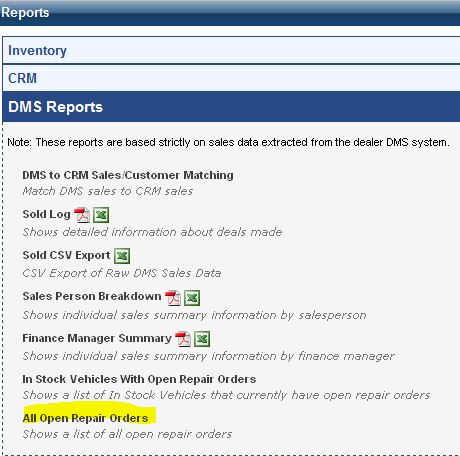 Reports
Inventory
CRM
DMS Reports
Note: These reports are based strictly on sales data extracted from the dealer DMS system.
DMS to CRM Sales/Customer Matching
Match DMS sales to CRM sales
Sold Log
Shows detailed information about deals made
Sold CSV Export
CSV Export of Raw DMS Sales Data
Sales Person Breakdown
Shows individual sales summary information by salesperson
Finance Manager Summary
Shows individual sales summary information by finance manager
In Stock Vehicles With Open Repair Orders
Shows a list of In Stock Vehicles that currently have open repair orders
All Open Repair Orders
Shows a list of all open repair orders